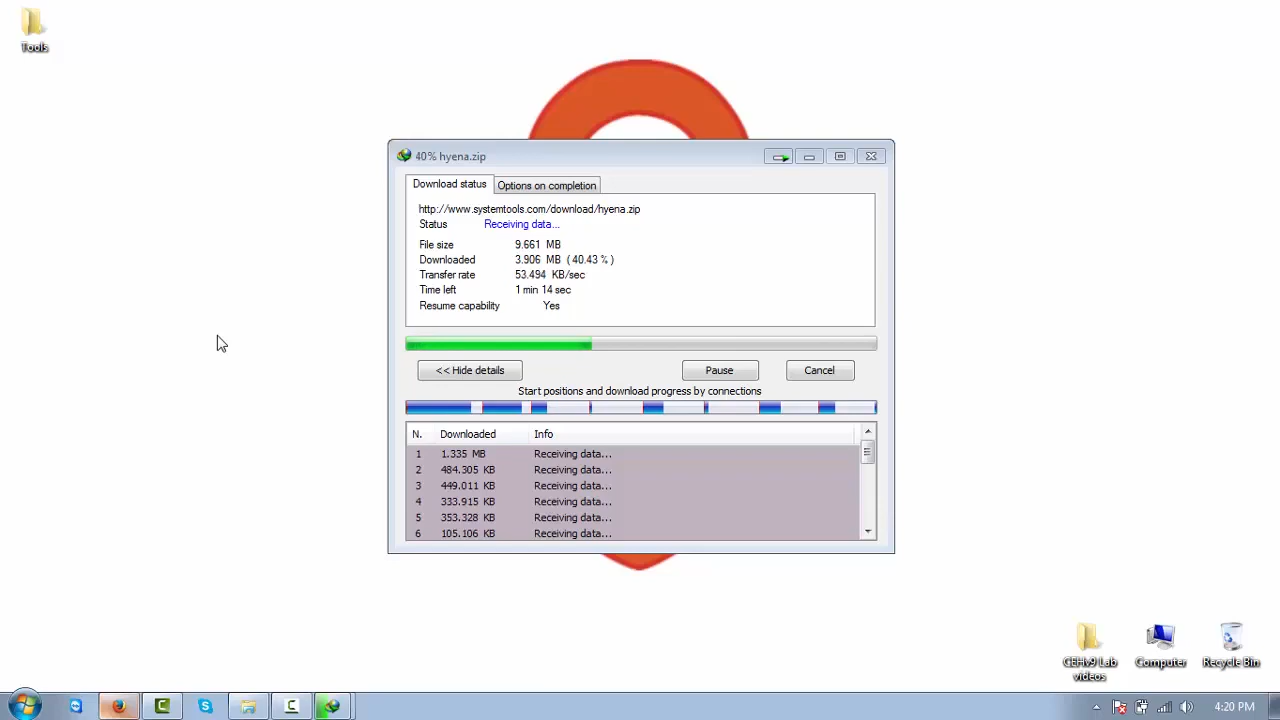 Tools
40% hyena.zip
Download status
Options on completion
http://www.systemtools.com/download/hyena.zip
Status Receiving data...
File size 9.661 MB
Downloaded 3.906 MB ( 40.43 % )
Transfer rate 53.494 KB/sec
Time left 1 min 14 sec
Resume capability Yes
<< Hide details
Pause
Cancel
Start positions and download progress by connections
N. Downloaded Info
1 1.335 MB Receiving data...
2 484.305 KB Receiving data...
3 449.011 KB Receiving data...
4 333.915 KB Receiving data...
5 353.328 KB Receiving data...
6 105.106 KB Receiving data...
CEHv9 Lab
videos
Computer
Recycle Bin
4:20 PM